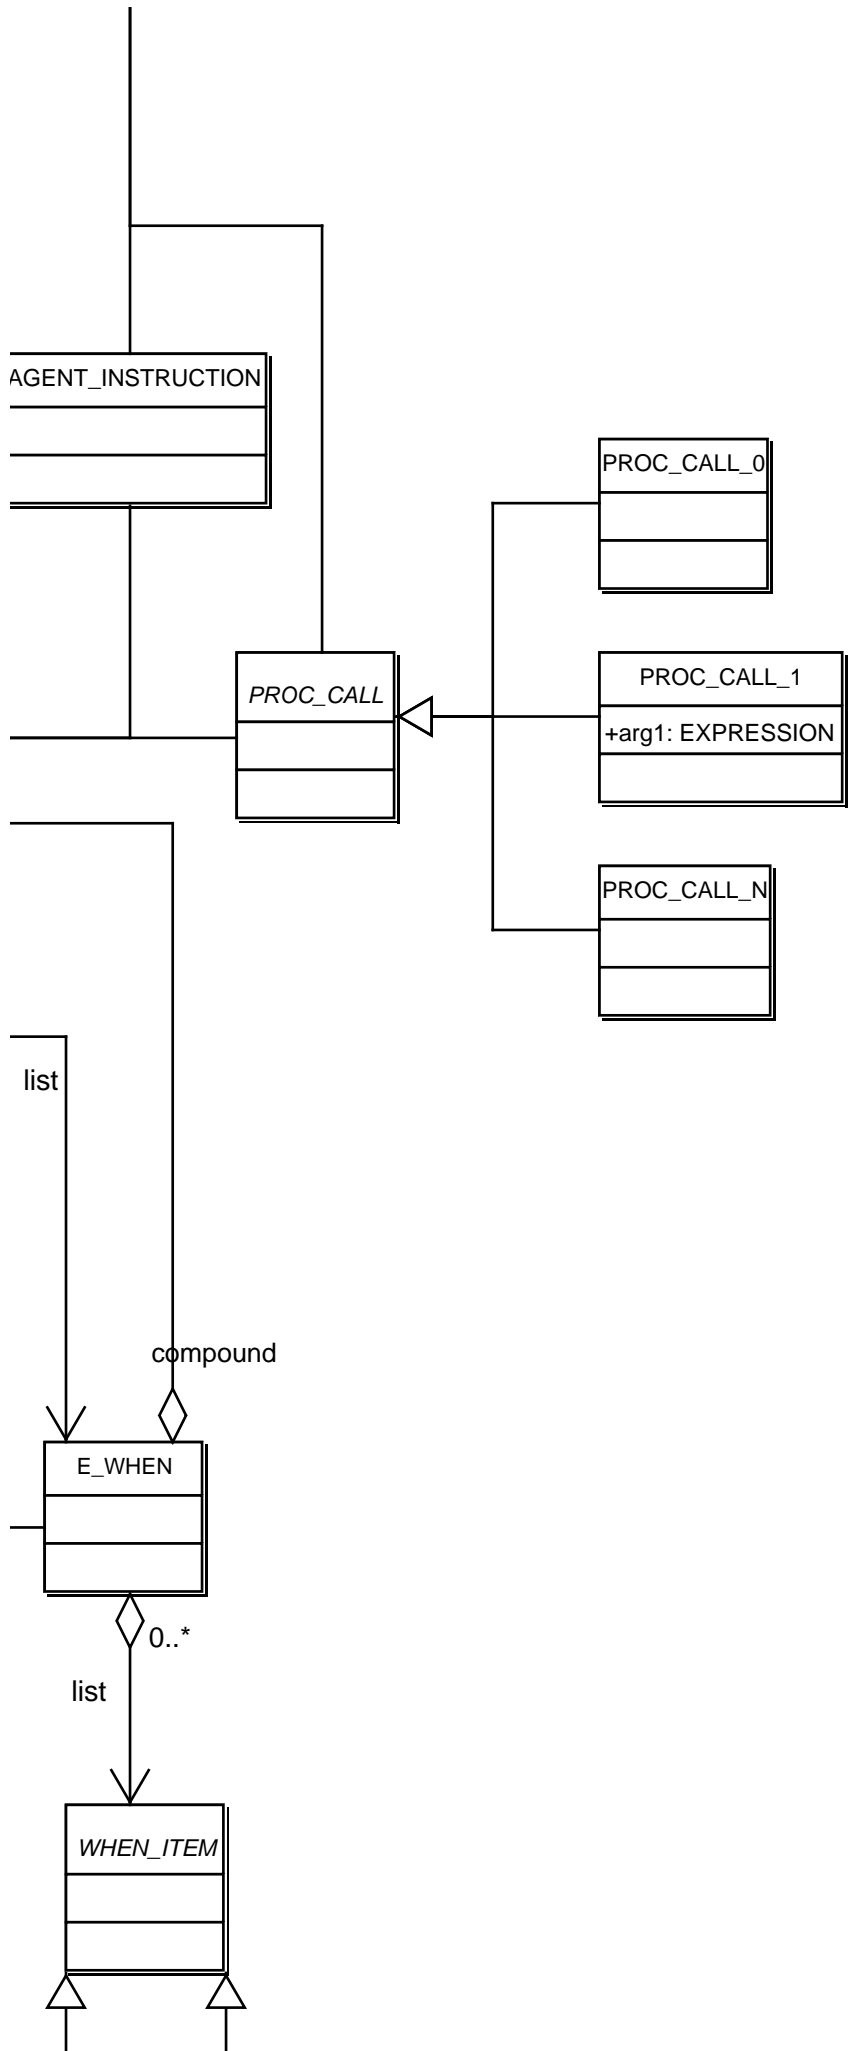 AGENT_INSTRUCTION
PROC_CALL_0
PROC_CALL
PROC_CALL_1
+arg1: EXPRESSION
PROC_CALL_N
list
compound
E_WHEN
0..*
list
WHEN_ITEM